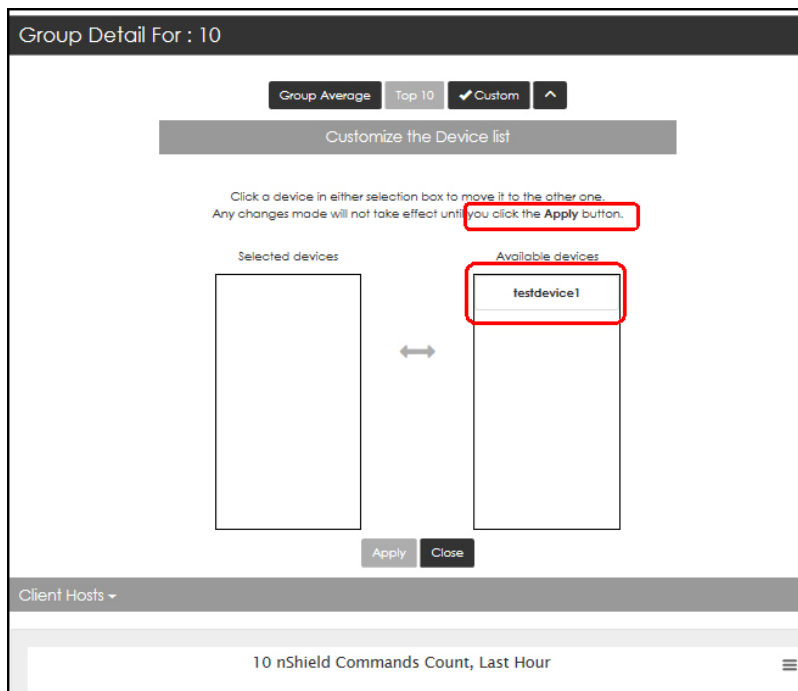 Group Detail For : 10
Group Average Top 10 Custom
Customize the Device list
Click a device in either selection box to move it to the other one.
Any changes made will not take effect until you click the Apply button.
Selected devices Available devices
testdevice1
Apply Close
Client Hosts
10 nShield Commands Count, Last Hour